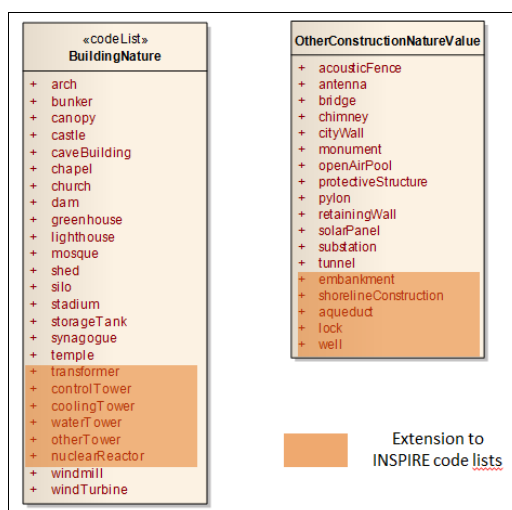 «codeList»
BuildingNature
+ arch
+ bunker
+ canopy
+ castle
+ caveBuilding
+ chapel
+ church
+ dam
+ greenhouse
+ lighthouse
+ mosque
+ shed
+ silo
+ stadium
+ storageTank
+ synagogue
+ temple
+ transformer
+ controlTower
+ coolingTower
+ waterTower
+ otherTower
+ nuclearReactor
+ windmill
+ windTurbine
OtherConstructionNatureValue
+ acousticFence
+ antenna
+ bridge
+ chimney
+ cityWall
+ monument
+ openAirPool
+ protectiveStructure
+ pylon
+ retainingWall
+ solarPanel
+ substation
+ tunnel
+ embankment
+ shorelineConstruction
+ aqueduct
+ lock
+ well
Extension to
INSPIRE code lists